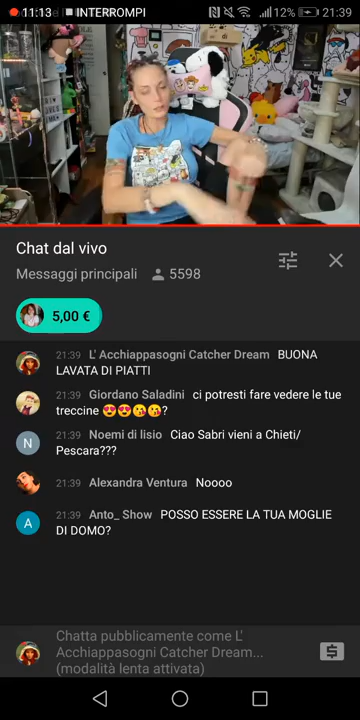 11:13 INTERROMPI 12% 21:39
Chat dal vivo
Messaggi principali 5598
5,00 €
21:39 L' Acchiappasogni Catcher Dream BUONA
LAVATA DI PIATTI
21:39 Giordano Saladini ci potresti fare vedere le tue
treccine 😍😍😘😘?
N 21:39 Noemi di lisio Ciao Sabri vieni a Chieti/
Pescara???
21:39 Alexandra Ventura Noooo
A 21:39 Anto_ Show POSSO ESSERE LA TUA MOGLIE
DI DOMO?
Chatta pubblicamente come L'
Acchiappasogni Catcher Dream...
(modalità lenta attivata)